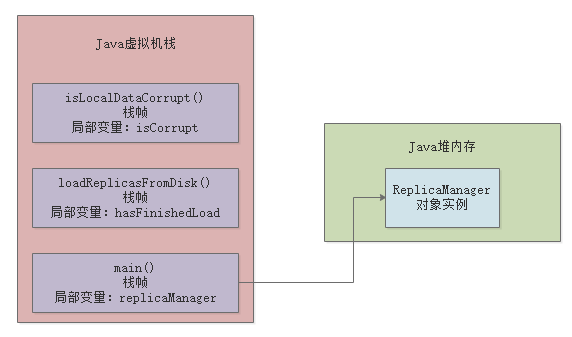 Java虚拟机栈
isLocalDataCorrupt()
栈帧
局部变量：isCorrupt
loadReplicasFromDisk()
栈帧
局部变量：hasFinishedLoad
main()
栈帧
局部变量：replicaManager
Java堆内存
ReplicaManager
对象实例